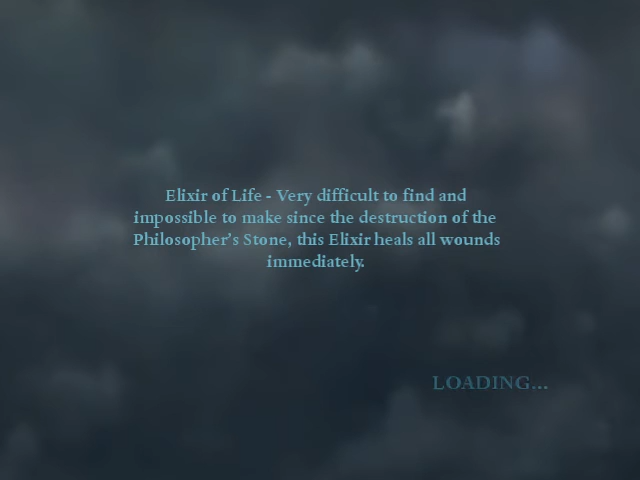 Elixir of Life - Very difficult to find and
impossible to make since the destruction of the
Philosopher's Stone, this Elixir heals all wounds
immediately.
LOADING...